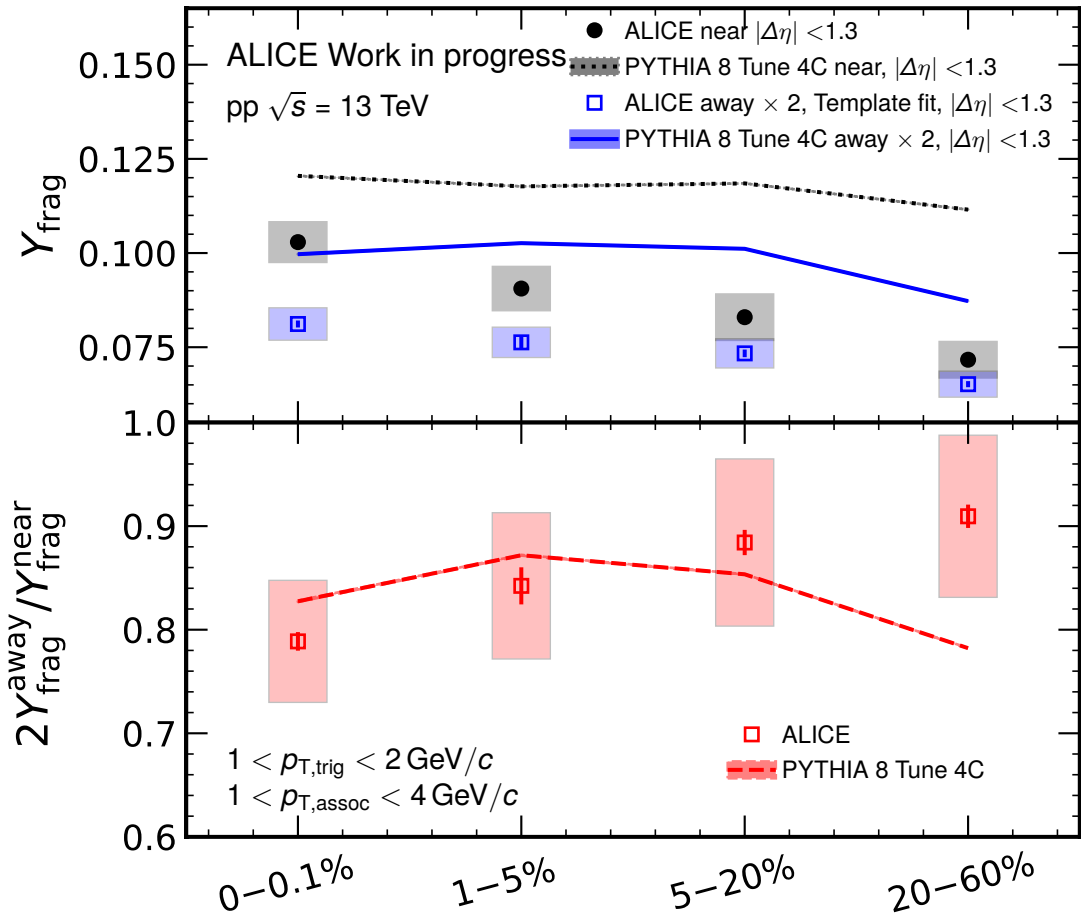 ALICE Work in progress
pp √s = 13 TeV
ALICE near |Δη| <1.3
PYTHIA 8 Tune 4C near, |Δη| <1.3
ALICE away × 2, Template fit, |Δη| <1.3
PYTHIA 8 Tune 4C away × 2, |Δη| <1.3
Y_frag
0.150
0.125
0.100
0.075
1.0
0.9
0.8
0.7
0.6
2Y^away_frag/Y^near_frag
ALICE
PYTHIA 8 Tune 4C
1 < p_T,trig < 2 GeV/c
1 < p_T,assoc < 4 GeV/c
0−0.1%
1−5%
5−20%
20−60%